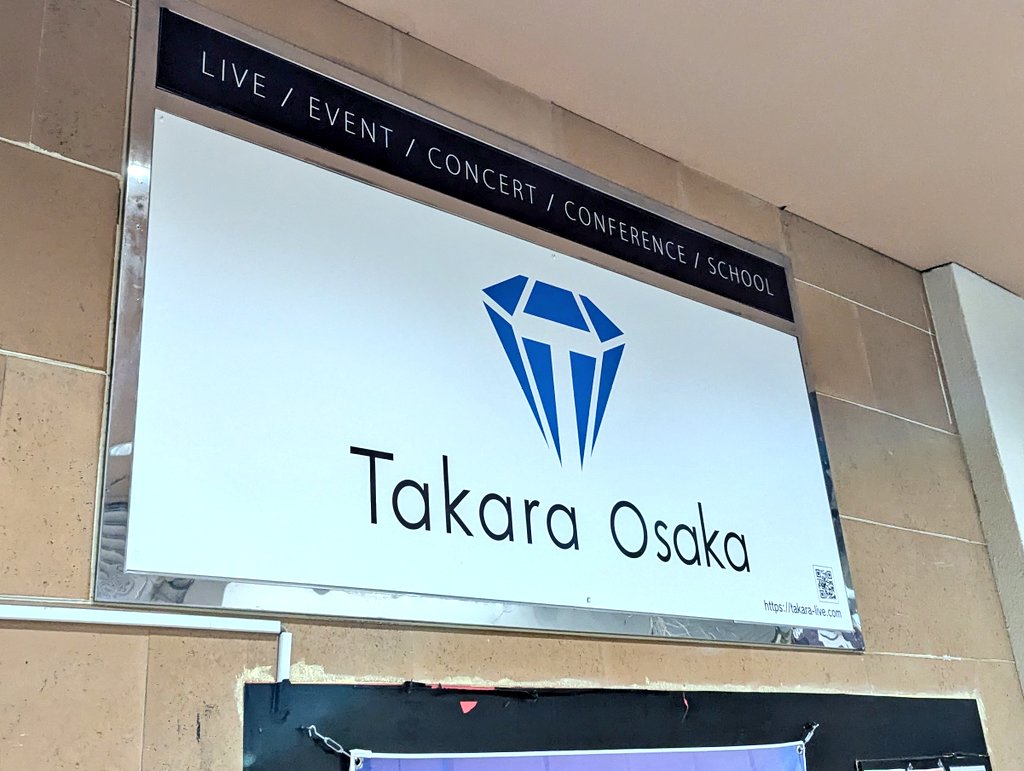 LIVE / EVENT / CONCERT / CONFERENCE / SCHOOL
Takara Osaka
https://takara-live.com